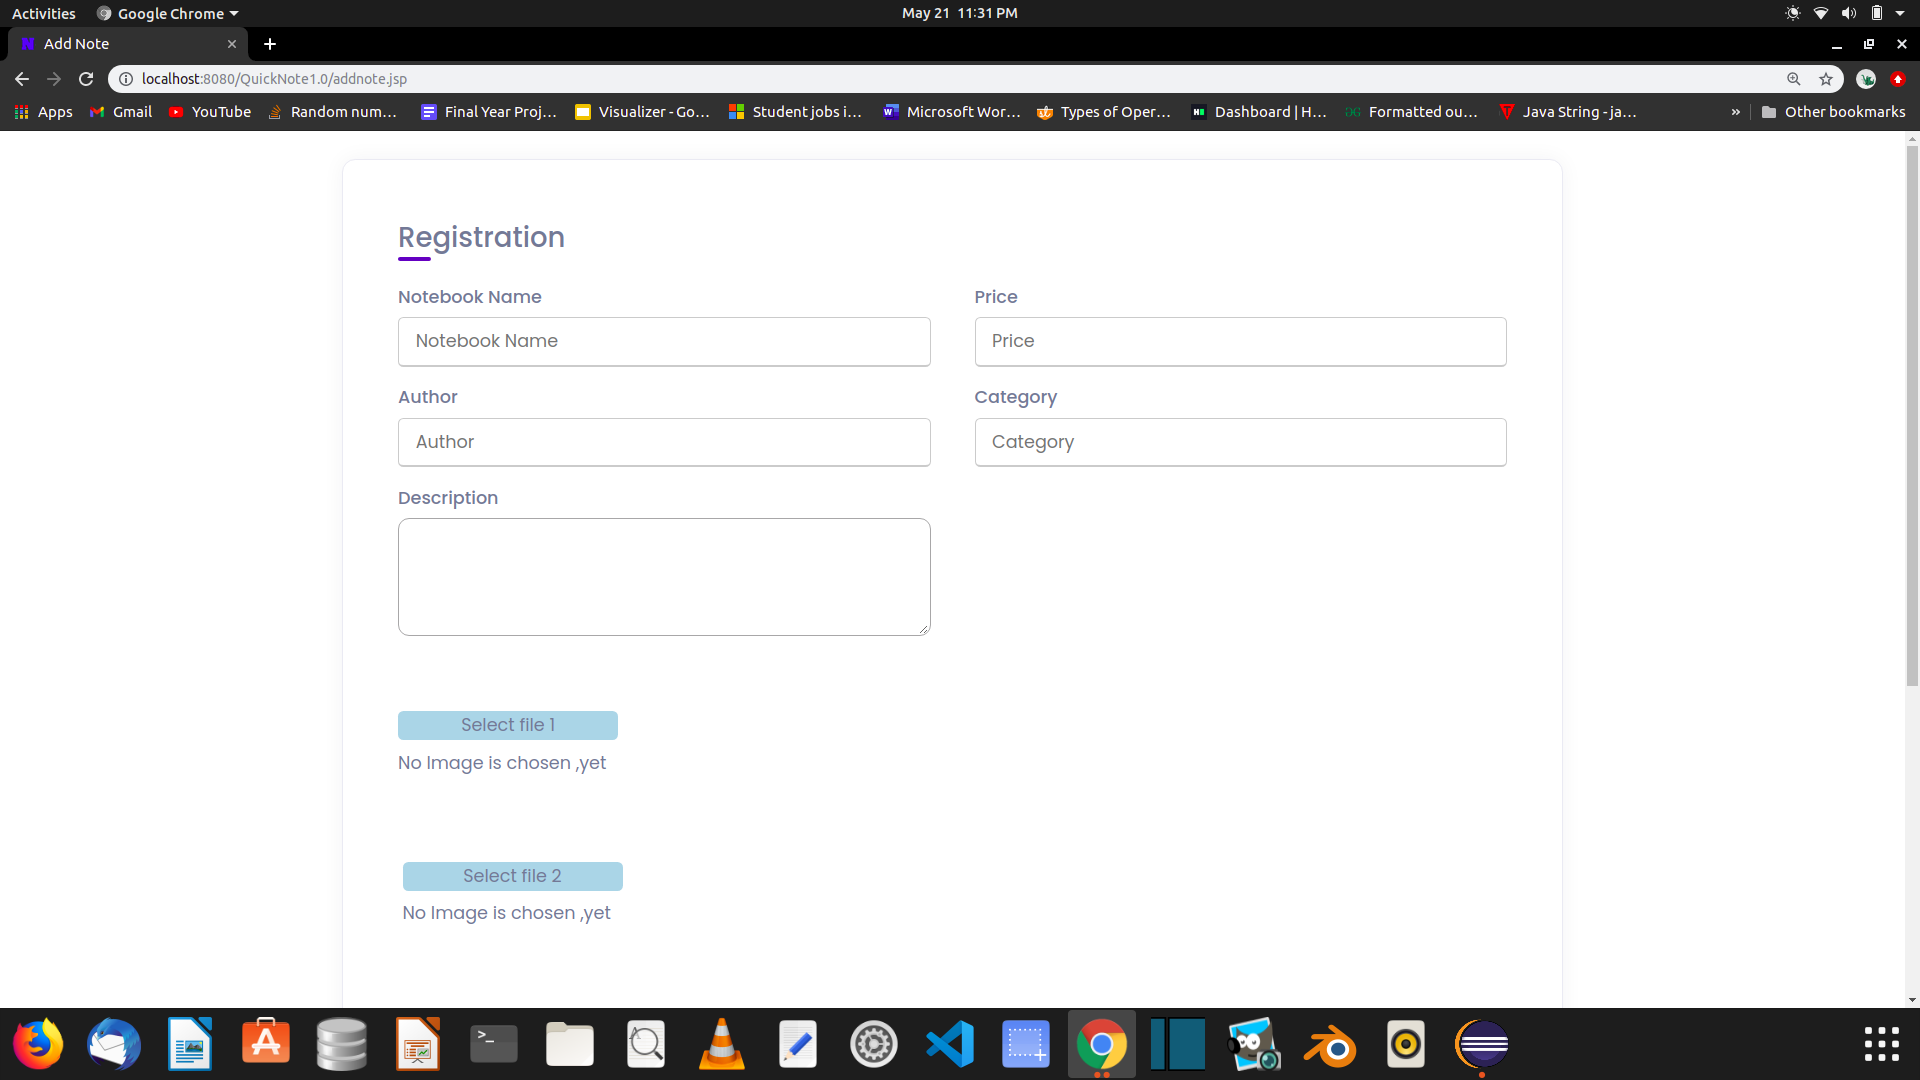 Activities Google Chrome May 21 11:31 PM
Add Note
localhost:8080/QuickNote1.0/addnote.jsp
Apps Gmail YouTube Random num... Final Year Proj... Visualizer - Go... Student jobs i... Microsoft Wor... Types of Oper... Dashboard | H... Formatted ou... Java String - ja... » Other bookmarks
Registration
Notebook Name Price
Notebook Name Price
Author Category
Author Category
Description
Select file 1
No Image is chosen ,yet
Select file 2
No Image is chosen ,yet